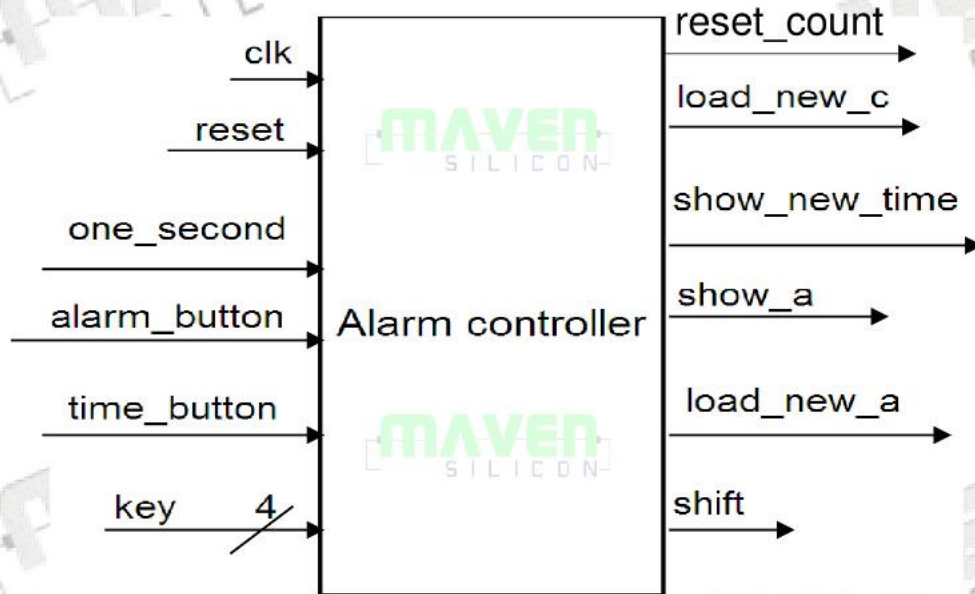 clk
reset
one_second
alarm_button
time_button
key 4
MAVEN
SILICON
Alarm controller
MAVEN
SILICON
reset_count
load_new_c
show_new_time
show_a
load_new_a
shift